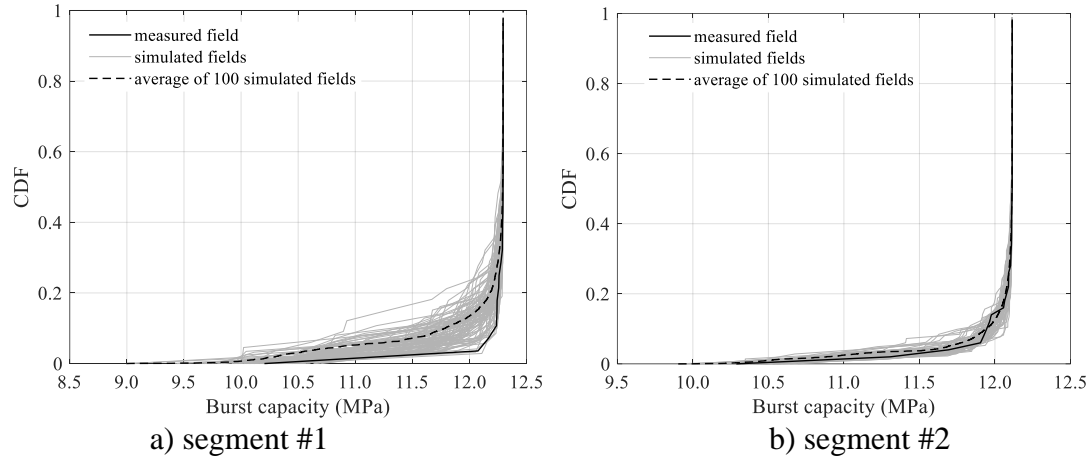 measured field
simulated fields
average of 100 simulated fields
CDF
1
0.8
0.6
0.4
0.2
0
8.5 9.0 9.5 10.0 10.5 11.0 11.5 12.0 12.5
Burst capacity (MPa)
a) segment #1
measured field
simulated fields
average of 100 simulated fields
CDF
1
0.8
0.6
0.4
0.2
0
9.5 10.0 10.5 11.0 11.5 12.0 12.5
Burst capacity (MPa)
b) segment #2